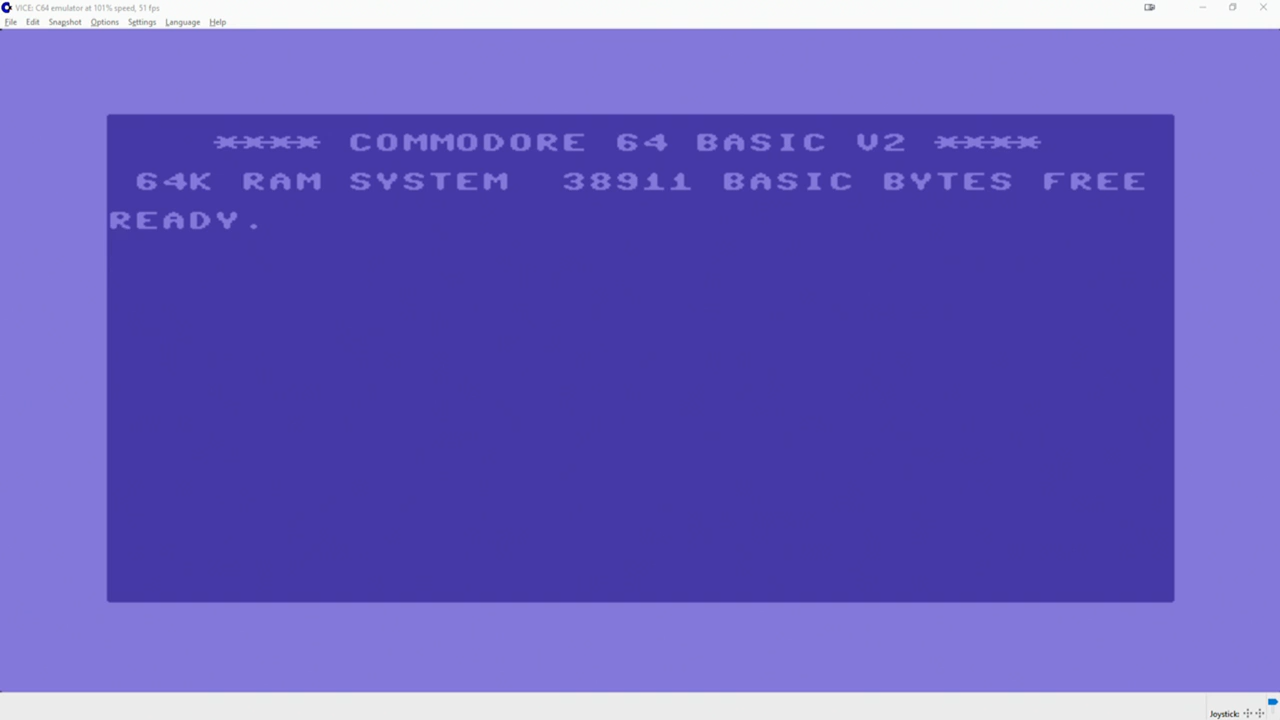 VICE: C64 emulator at 101% speed, 51 fps
File Edit Snapshot Options Settings Language Help
**** COMMODORE 64 BASIC V2 ****
64K RAM SYSTEM  38911 BASIC BYTES FREE
READY.
Joystick: